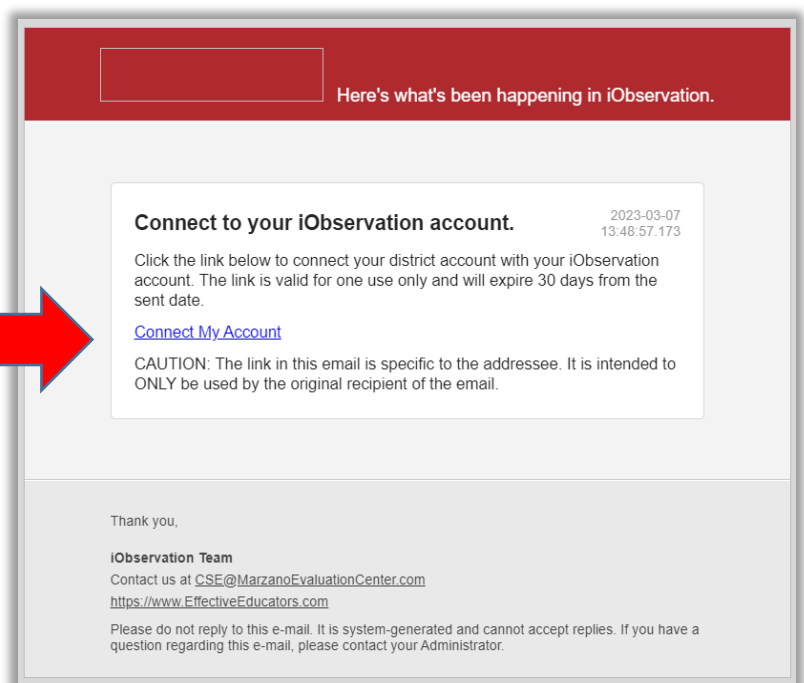 Here's what's been happening in iObservation.
Connect to your iObservation account.
2023-03-07
13:48:57.173
Click the link below to connect your district account with your iObservation
account. The link is valid for one use only and will expire 30 days from the
sent date.
Connect My Account
CAUTION: The link in this email is specific to the addressee. It is intended to
ONLY be used by the original recipient of the email.
Thank you,
iObservation Team
Contact us at CSE@MarzanoEvaluationCenter.com
https://www.EffectiveEducators.com
Please do not reply to this e-mail. It is system-generated and cannot accept replies. If you have a
question regarding this e-mail, please contact your Administrator.